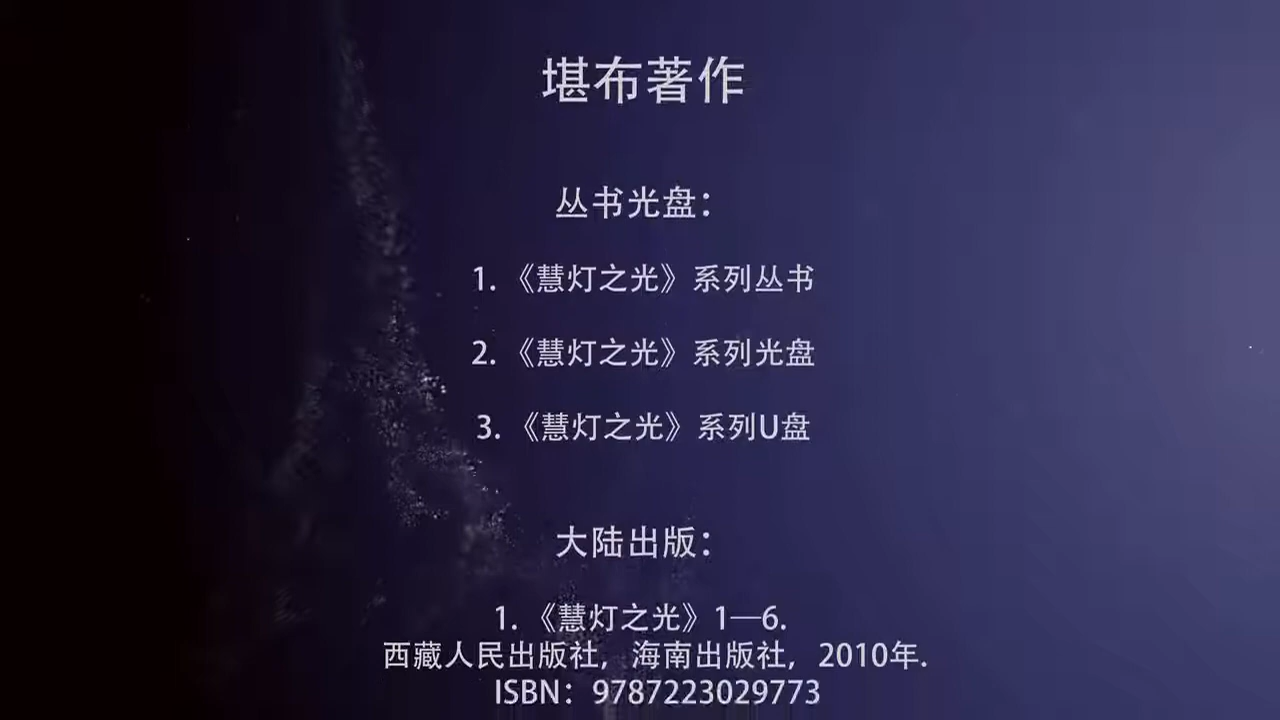 堪布著作
丛书光盘：
1. 《慧灯之光》系列丛书
2. 《慧灯之光》系列光盘
3. 《慧灯之光》系列U盘
大陆出版：
1. 《慧灯之光》1—6.
西藏人民出版社，海南出版社，2010年.
ISBN：9787223029773